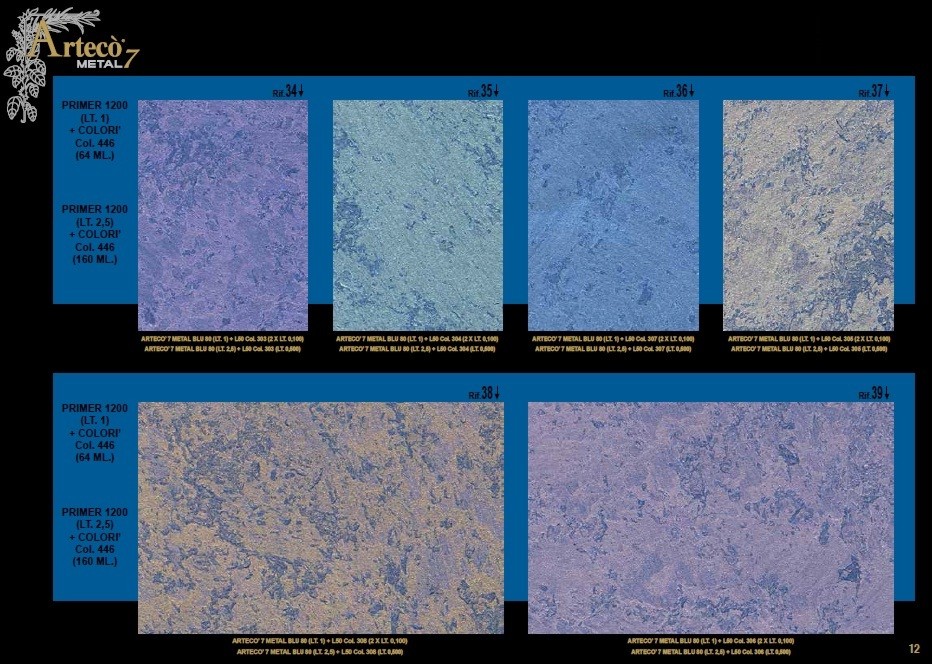 Artecò 7
METAL
Rif. 34
Rif. 35
Rif. 36
Rif. 37
PRIMER 1200
(LT. 1)
+ COLORI'
Col. 446
(64 ML.)
PRIMER 1200
(LT. 2,5)
+ COLORI'
Col. 446
(160 ML.)
ARTECO' 7 METAL BLU 80 (LT. 1) + L50 Col. 303 (2 X LT. 0,100)
ARTECO' 7 METAL BLU 80 (LT. 2,5) + L50 Col. 303 (LT. 0,500)
ARTECO' 7 METAL BLU 80 (LT. 1) + L50 Col. 304 (2 X LT. 0,100)
ARTECO' 7 METAL BLU 80 (LT. 2,5) + L50 Col. 304 (LT. 0,500)
ARTECO' 7 METAL BLU 80 (LT. 1) + L50 Col. 307 (2 X LT. 0,100)
ARTECO' 7 METAL BLU 80 (LT. 2,5) + L50 Col. 307 (LT. 0,500)
ARTECO' 7 METAL BLU 80 (LT. 1) + L50 Col. (2 X LT. 0,100)
ARTECO' 7 METAL BLU 80 (LT. 2,5) + L50 Col. (LT. 0,500)
Rif. 38
Rif. 39
PRIMER 1200
(LT. 1)
+ COLORI'
Col. 446
(64 ML.)
PRIMER 1200
(LT. 2,5)
+ COLORI'
Col. 446
(160 ML.)
ARTECO' 7 METAL BLU 80 (LT. 1) + L50 Col. 308 (2 X LT. 0,100)
ARTECO' 7 METAL BLU 80 (LT. 2,5) + L50 Col. 308 (LT. 0,500)
ARTECO' 7 METAL BLU 80 (LT. 1) + L50 Col. 306 (2 X LT. 0,100)
ARTECO' 7 METAL BLU 80 (LT. 2,5) + L50 Col. 306 (LT. 0,500)
12